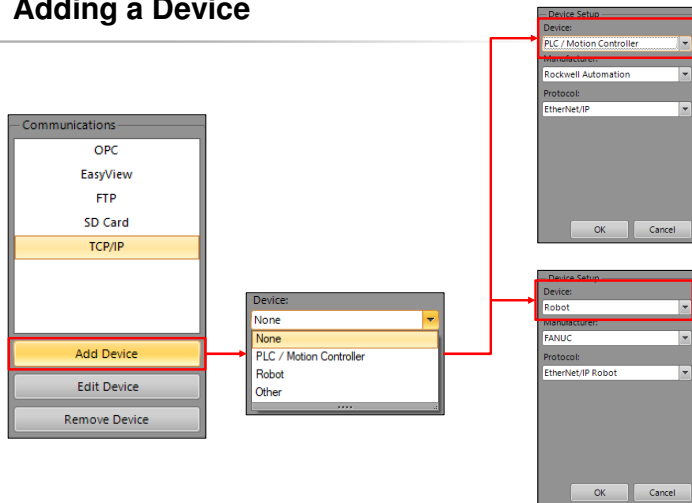 Adding a Device
Communications
OPC
EasyView
FTP
SD Card
TCP/IP
Add Device
Edit Device
Remove Device
Device:
None
None
PLC / Motion Controller
Robot
Other
Device Setup
Device:
PLC / Motion Controller
Manufacturer:
Rockwell Automation
Protocol:
EtherNet/IP
OK Cancel
Device Setup
Device:
Robot
Manufacturer:
FANUC
Protocol:
EtherNet/IP Robot
OK Cancel